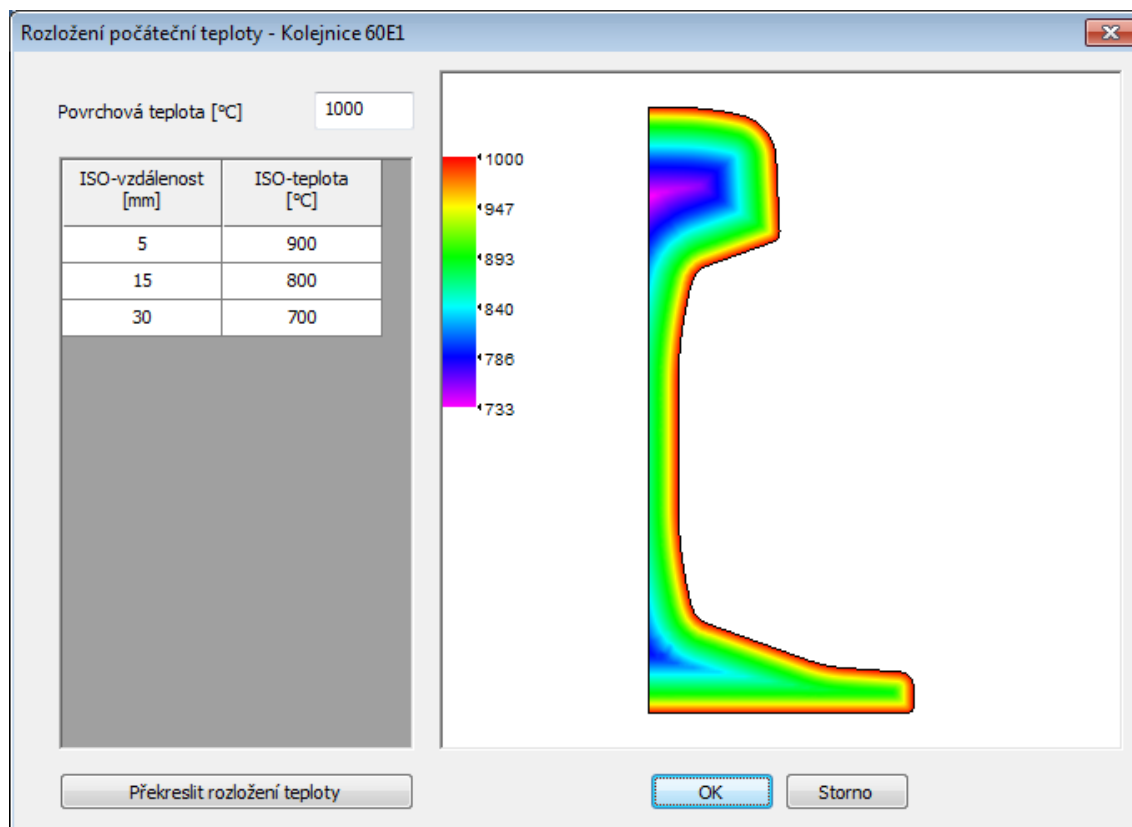 Rozložení počáteční teploty - Kolejnice 60E1
Povrchová teplota [°C] 1000
ISO-vzdálenost [mm] ISO-teplota [°C]
5 900
15 800
30 700
1000
947
893
840
786
733
Překreslit rozložení teploty
OK
Storno